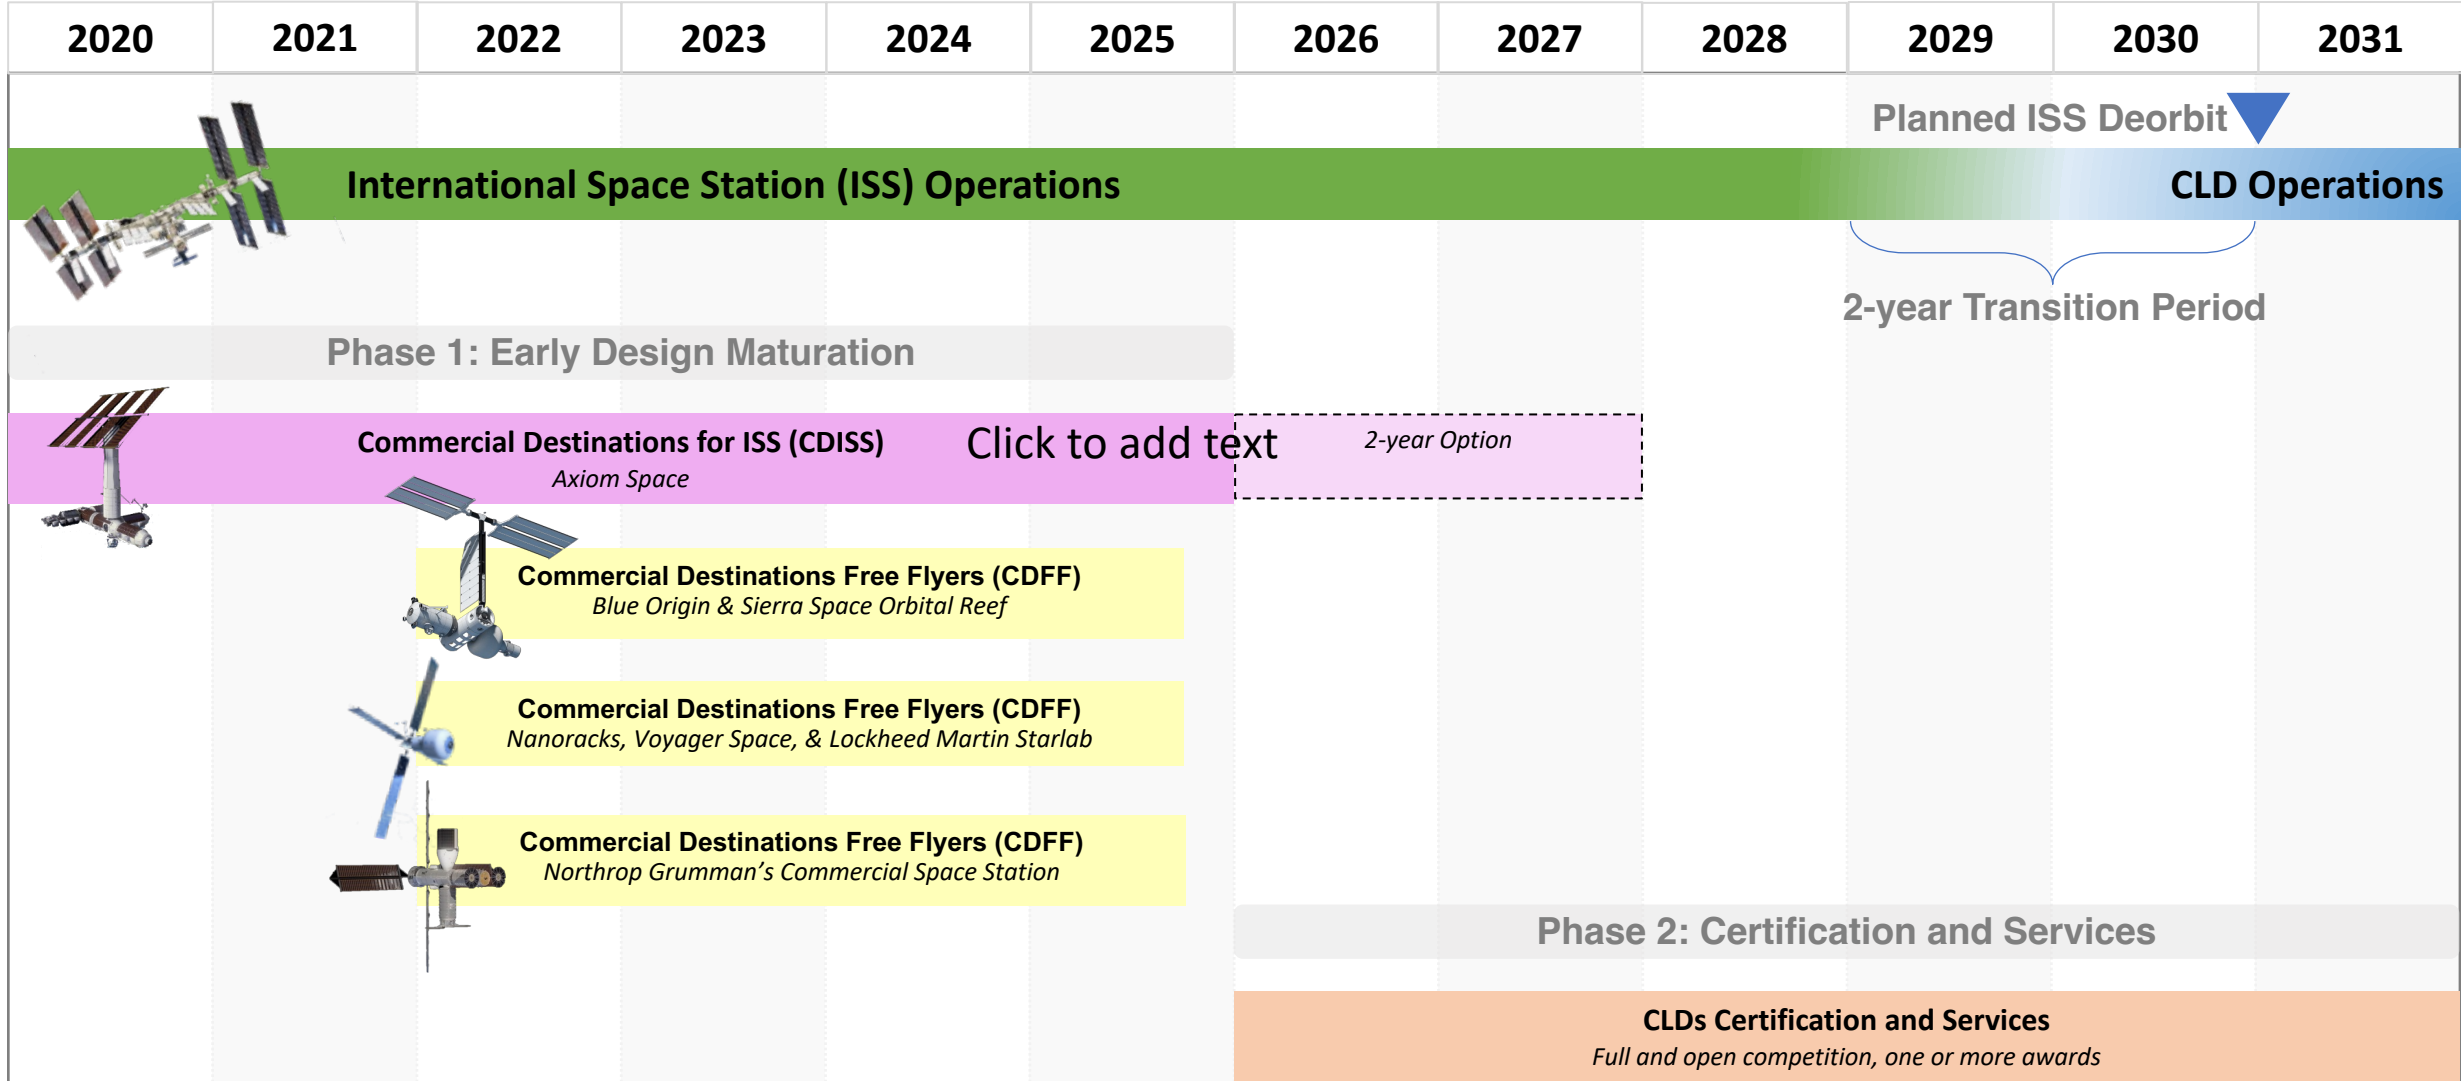 2020 2021 2022 2023 2024 2025 2026 2027 2028 2029 2030 2031
Planned ISS Deorbit
International Space Station (ISS) Operations
CLD Operations
2-year Transition Period
Phase 1: Early Design Maturation
Commercial Destinations for ISS (CDISS)
Axiom Space
Click to add text
2-year Option
Commercial Destinations Free Flyers (CDFF)
Blue Origin & Sierra Space Orbital Reef
Commercial Destinations Free Flyers (CDFF)
Nanoracks, Voyager Space, & Lockheed Martin Starlab
Commercial Destinations Free Flyers (CDFF)
Northrop Grumman’s Commercial Space Station
Phase 2: Certification and Services
CLDs Certification and Services
Full and open competition, one or more awards